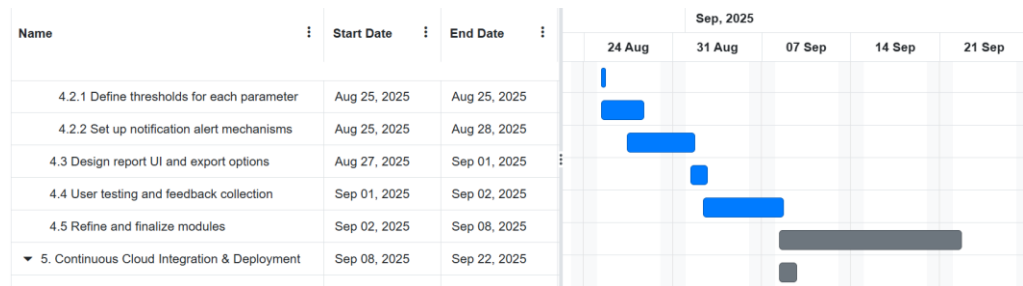 Sep, 2025
Name Start Date End Date
24 Aug 31 Aug 07 Sep 14 Sep 21 Sep
4.2.1 Define thresholds for each parameter Aug 25, 2025 Aug 25, 2025
4.2.2 Set up notification alert mechanisms Aug 25, 2025 Aug 28, 2025
4.3 Design report UI and export options Aug 27, 2025 Sep 01, 2025
4.4 User testing and feedback collection Sep 01, 2025 Sep 02, 2025
4.5 Refine and finalize modules Sep 02, 2025 Sep 08, 2025
5. Continuous Cloud Integration & Deployment Sep 08, 2025 Sep 22, 2025